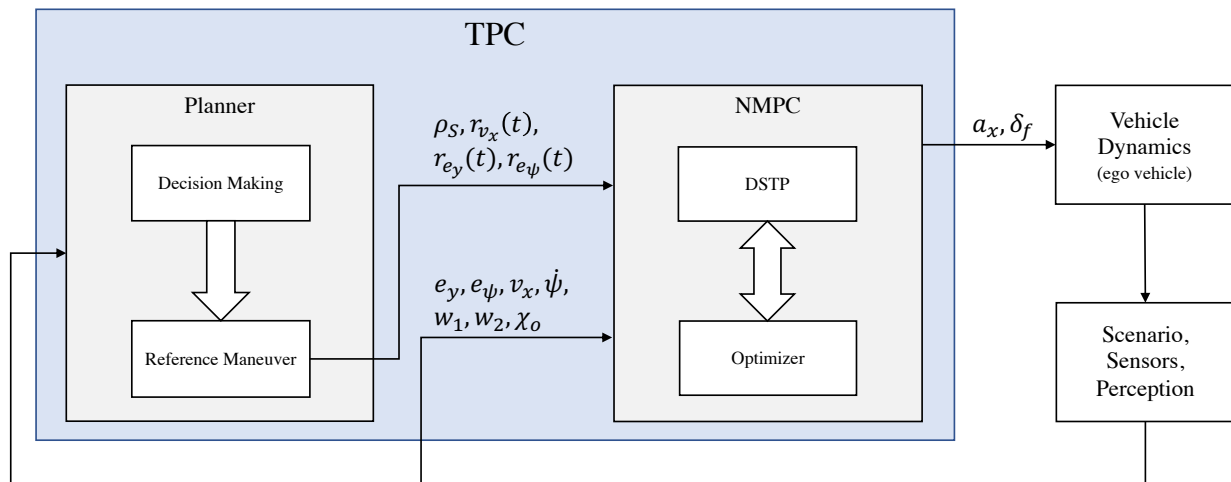 TPC
Planner
Decision Making
Reference Maneuver
ρ_S, r_{v_x}(t),
r_{e_y}(t), r_{e_ψ}(t)
e_y, e_ψ, v_x, ψ̇,
w_1, w_2, χ_o
NMPC
DSTP
Optimizer
a_x, δ_f
Vehicle
Dynamics
(ego vehicle)
Scenario,
Sensors,
Perception